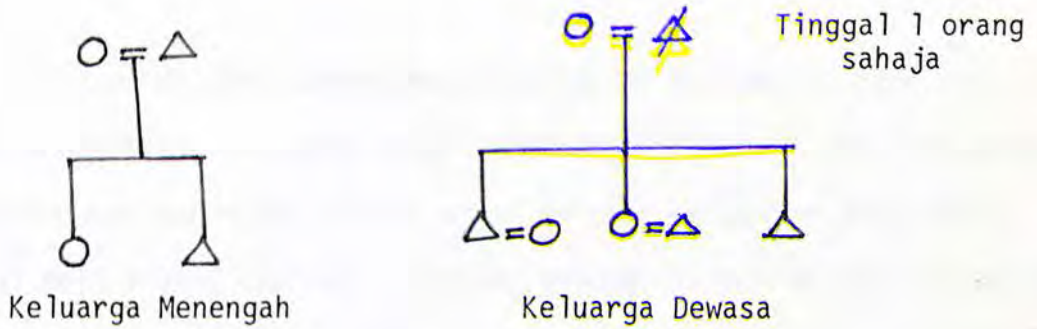 Tinggal 1 orang
sahaja
Keluarga Menengah
Keluarga Dewasa